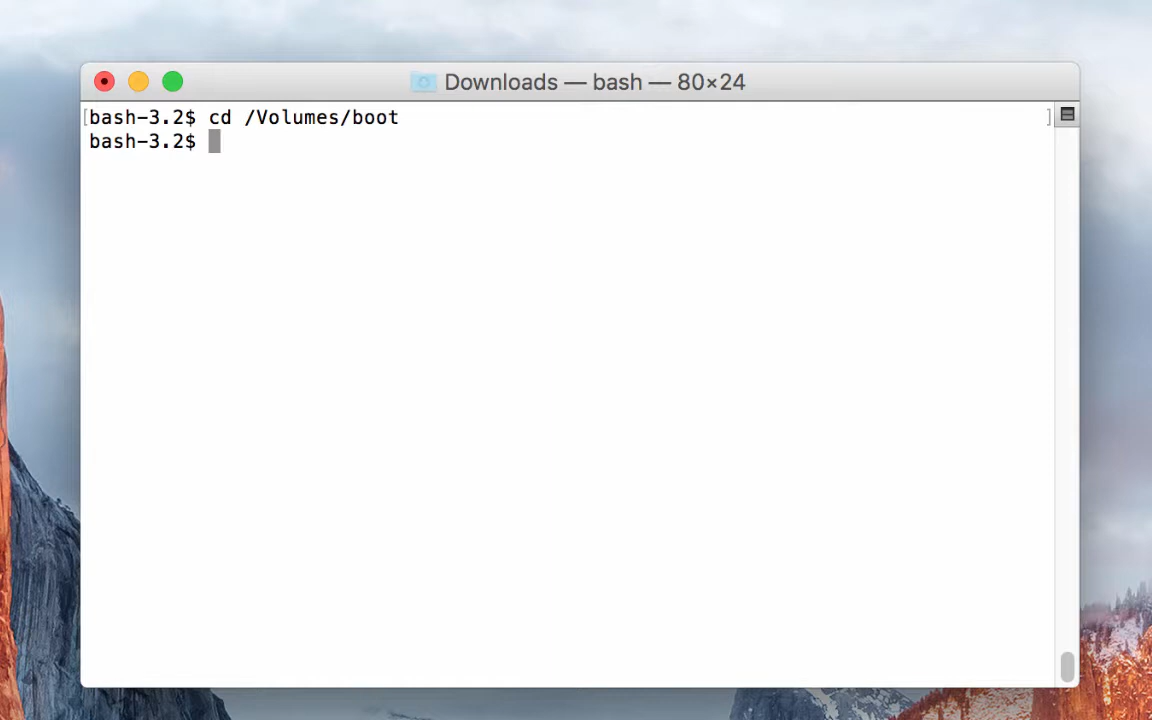 Downloads — bash — 80×24
[bash-3.2$ cd /Volumes/boot ]
bash-3.2$